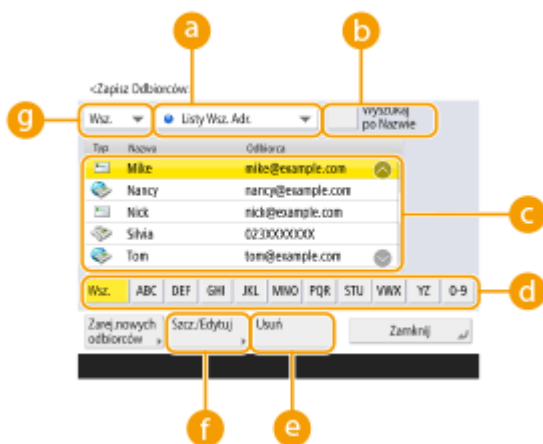 a
b
<Zapisz Odbiorców:
g
Wsz.
Listy Wsz. Adr.
Wyszukaj
po Nazwie
Typ Nazwa Odbiorca
Mike mike@example.com
Nancy nancy@example.com
Nick nick@example.com
c
Silvia 023XXXXXXX
Tom tom@example.com
Wsz. ABC DEF GHI JKL MNO PQR STU VWX YZ 0-9
d
Zarej.nowych
odbiorców
Szcz./Edytuj
Usuń
Zamknij
f
e